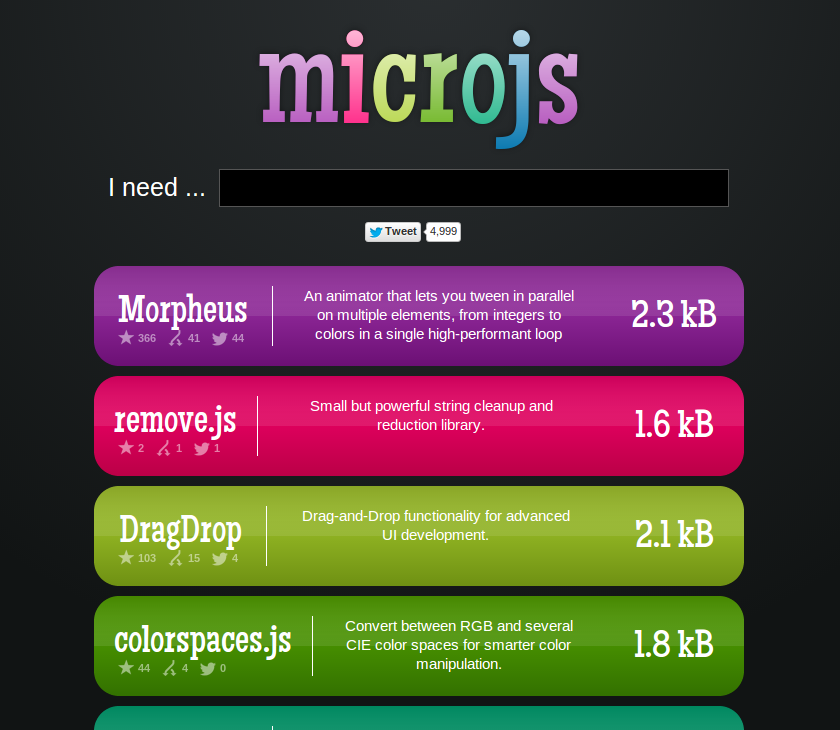 microjs
I need ...
Tweet 4,999
Morpheus
366 41 44
An animator that lets you tween in parallel
on multiple elements, from integers to
colors in a single high-performant loop
2.3 kB
remove.js
2 1 1
Small but powerful string cleanup and
reduction library.
1.6 kB
DragDrop
103 15 4
Drag-and-Drop functionality for advanced
UI development.
2.1 kB
colorspaces.js
44 4 0
Convert between RGB and several
CIE color spaces for smarter color
manipulation.
1.8 kB